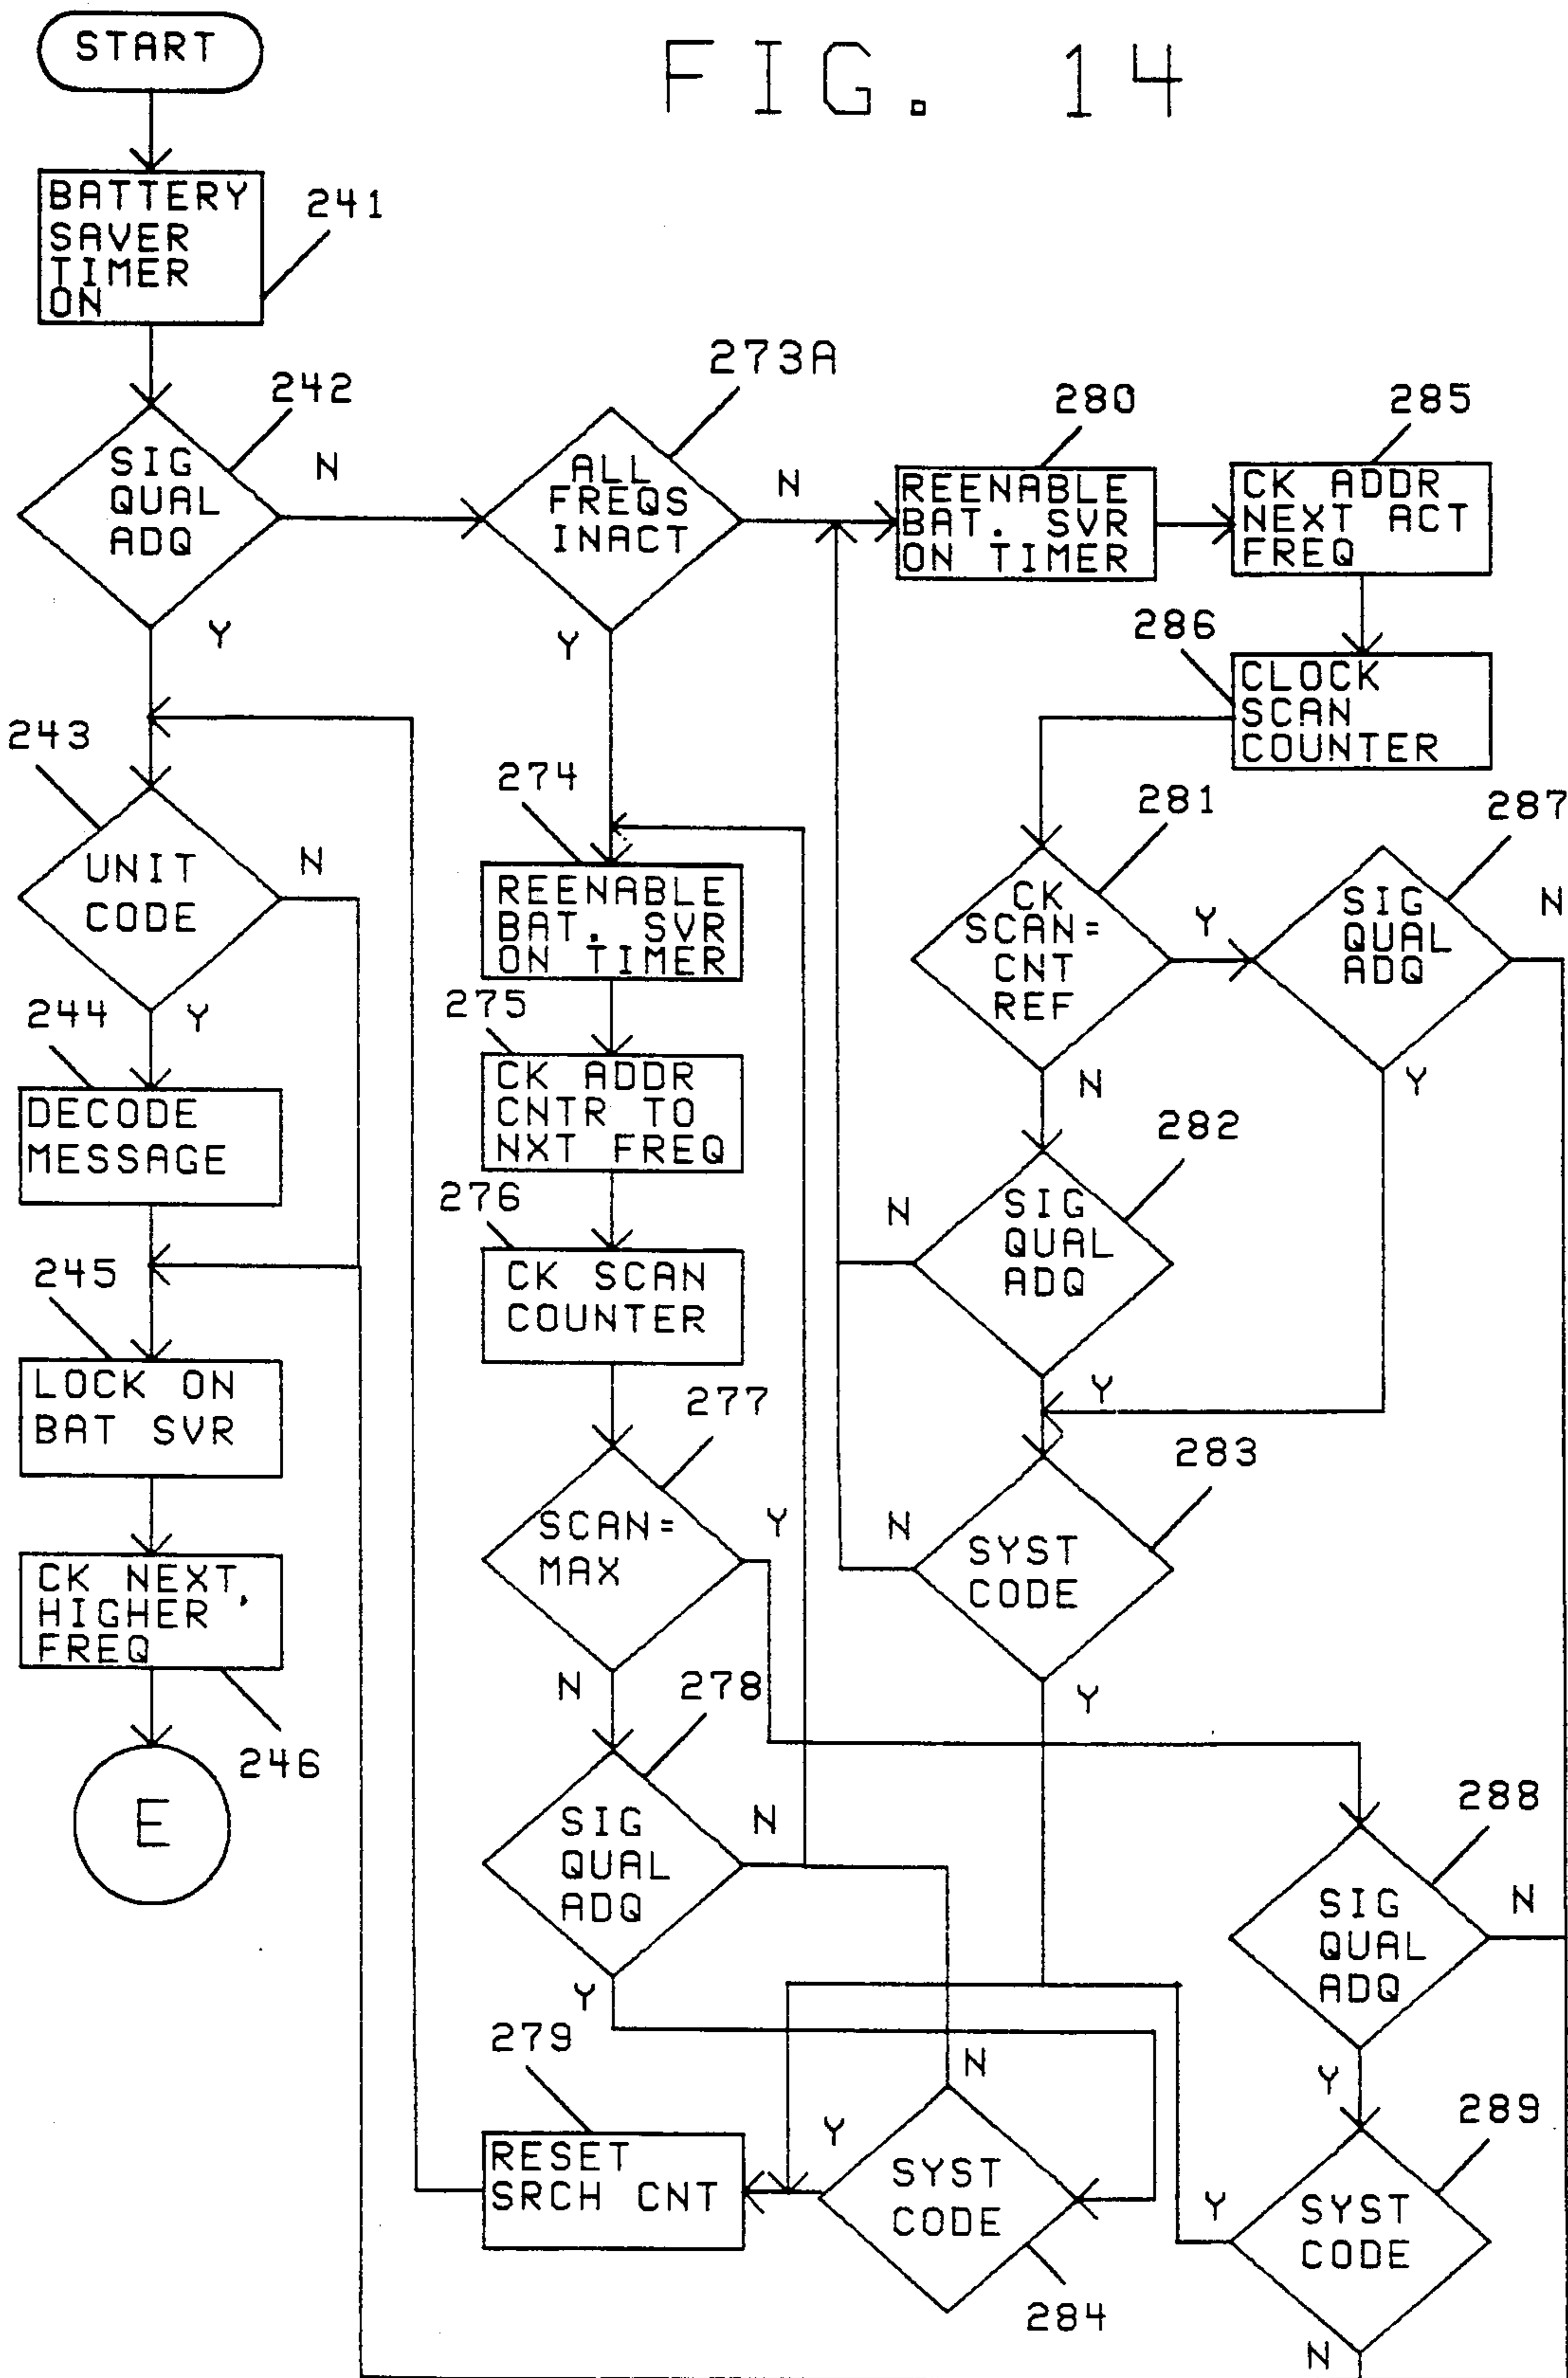 FIG. 14
START
BATTERY
SAVER
TIMER
ON
241
SIG
QUAL
ADQ
242
N
Y
ALL
FREQS
INACT
273A
N
Y
REENABLE
BAT. SVR
ON TIMER
280
CK ADDR
NEXT ACT
FREQ
285
CLOCK
SCAN
COUNTER
286
UNIT
CODE
243
N
Y
DECODE
MESSAGE
244
LOCK ON
BAT SVR
245
CK NEXT
HIGHER
FREQ
246
E
REENABLE
BAT. SVR
ON TIMER
274
CK ADDR
CNTR TO
NXT FREQ
275
CK SCAN
COUNTER
276
SCAN=
MAX
277
Y
N
SIG
QUAL
ADQ
278
N
Y
RESET
SRCH CNT
279
CK
SCAN=
CNT
REF
281
Y
N
SIG
QUAL
ADQ
287
N
Y
SIG
QUAL
ADQ
282
N
Y
SYST
CODE
283
N
Y
SYST
CODE
284
N
Y
SIG
QUAL
ADQ
288
N
Y
SYST
CODE
289
Y
N